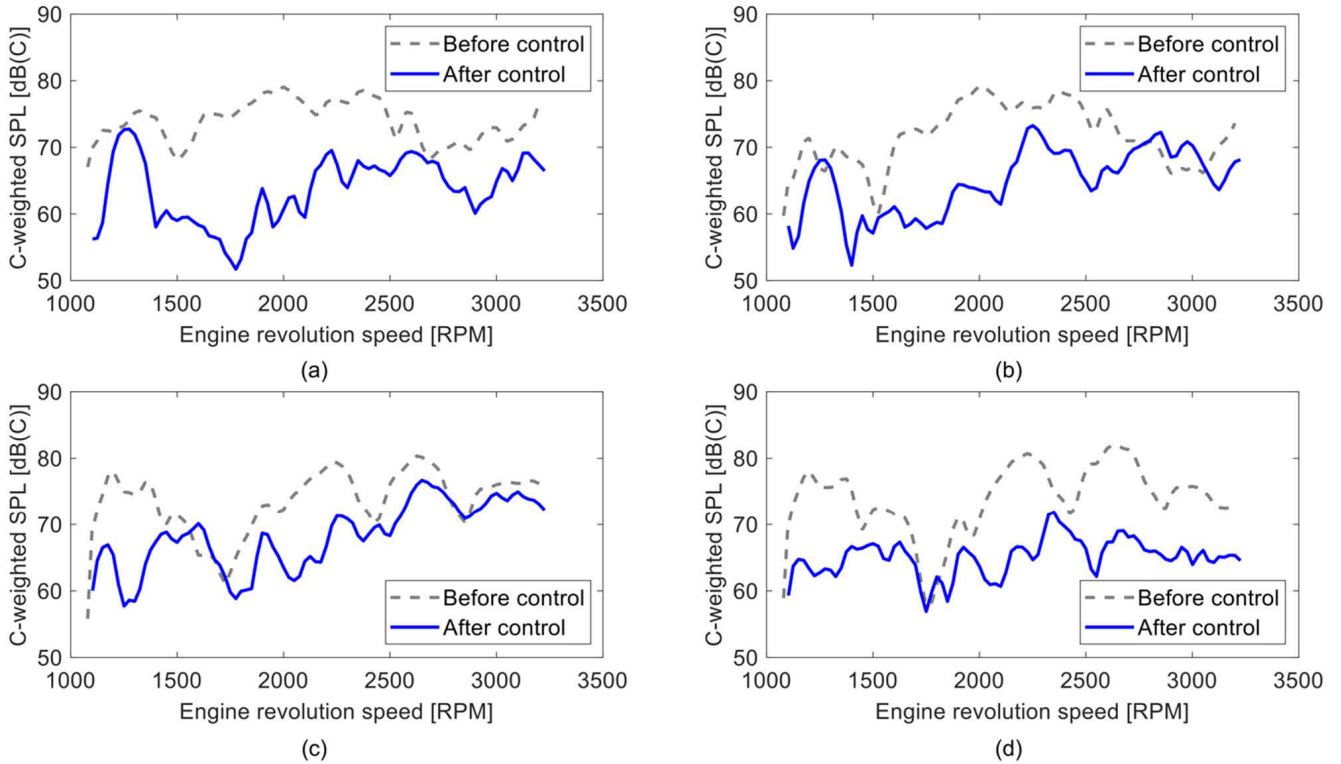 90
80
70
60
50
C-weighted SPL [dB(C)]
Before control
After control
1000 1500 2000 2500 3000 3500
Engine revolution speed [RPM]
(a)
90
80
70
60
50
C-weighted SPL [dB(C)]
Before control
After control
1000 1500 2000 2500 3000 3500
Engine revolution speed [RPM]
(b)
90
80
70
60
50
C-weighted SPL [dB(C)]
Before control
After control
1000 1500 2000 2500 3000 3500
Engine revolution speed [RPM]
(c)
90
80
70
60
50
C-weighted SPL [dB(C)]
Before control
After control
1000 1500 2000 2500 3000 3500
Engine revolution speed [RPM]
(d)